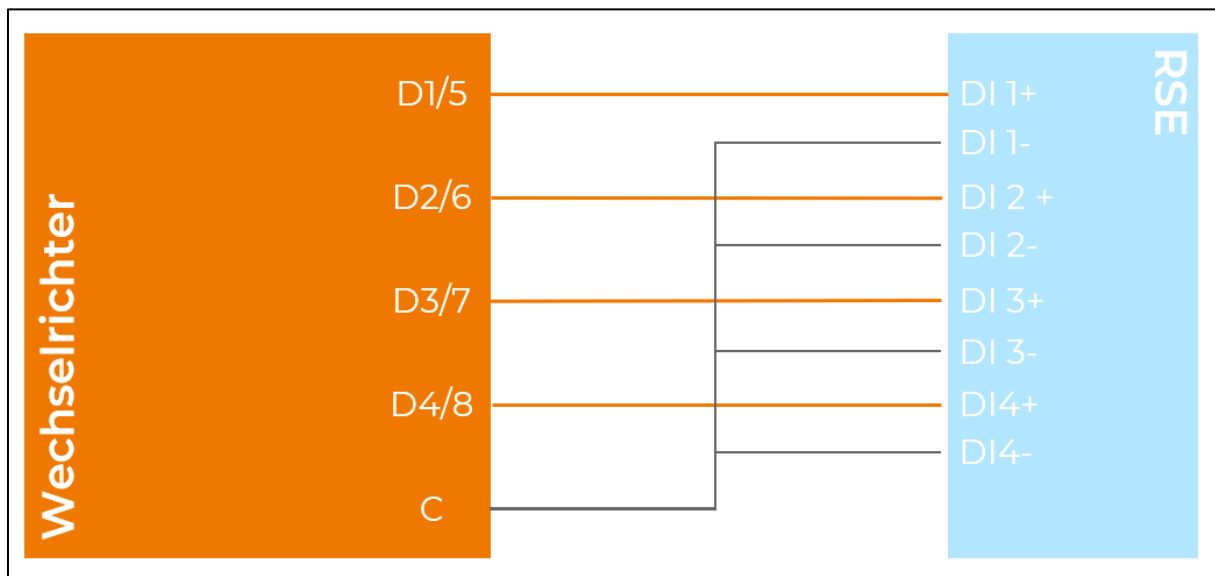 Wechselrichter
D1/5
D2/6
D3/7
D4/8
C
RSE
DI 1+
DI 1-
DI 2 +
DI 2-
DI 3+
DI 3-
DI4+
DI4-